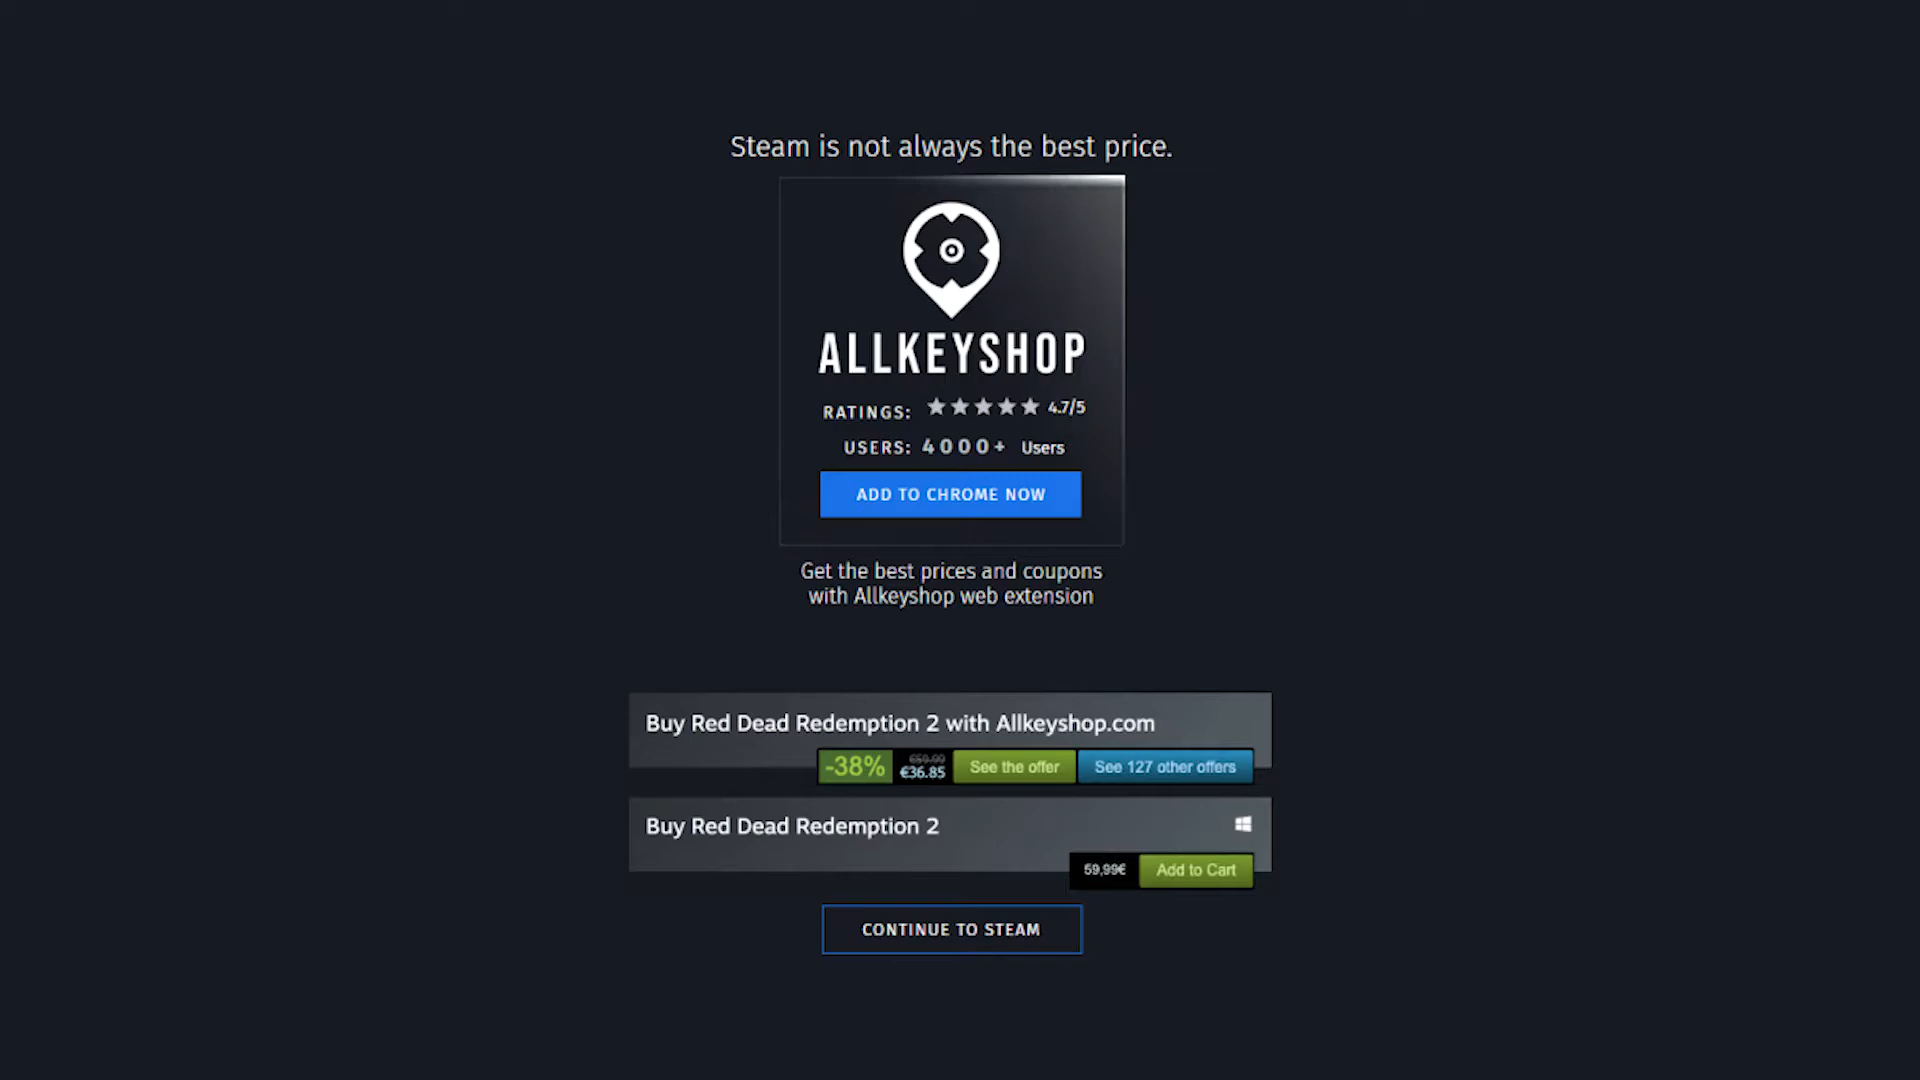 Steam is not always the best price.
ALLKEYSHOP
RATINGS: 4.7/5
USERS: 4000+ Users
ADD TO CHROME NOW
Get the best prices and coupons
with Allkeyshop web extension
Buy Red Dead Redemption 2 with Allkeyshop.com
-38% €59.99 €36.85 See the offer See 127 other offers
Buy Red Dead Redemption 2
59,99€ Add to Cart
CONTINUE TO STEAM